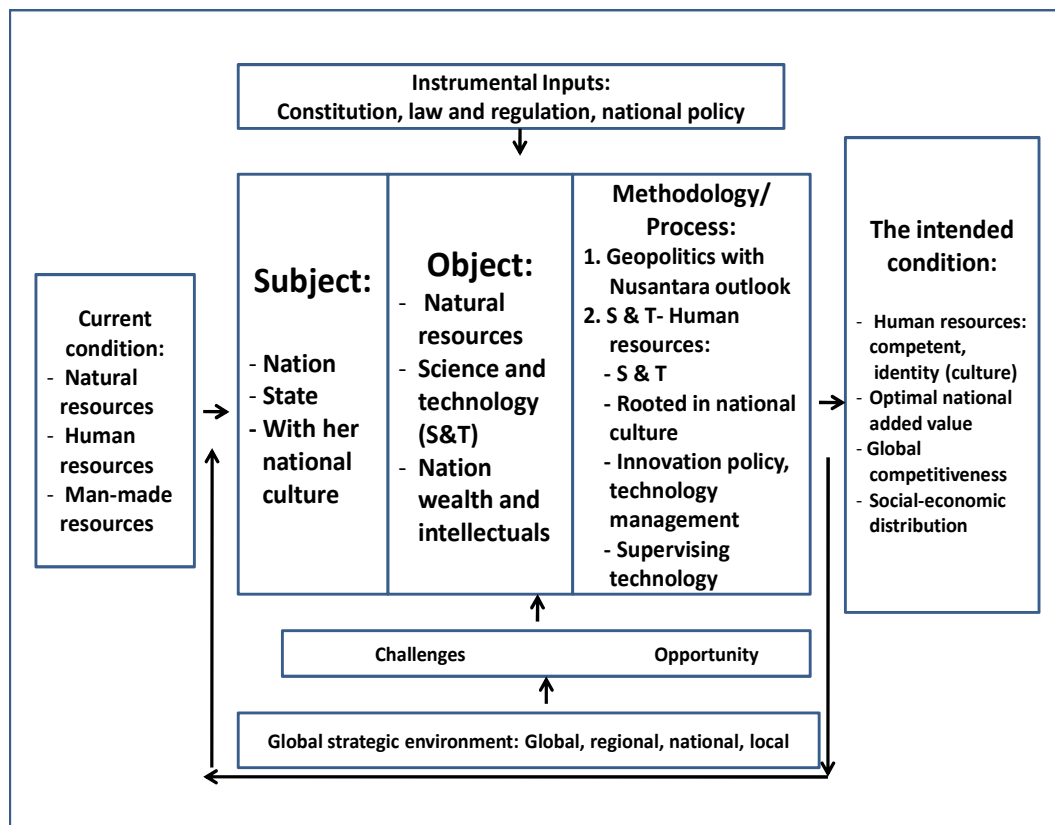 Instrumental Inputs:
Constitution, law and regulation, national policy
Current
condition:
- Natural
resources
- Human
resources
- Man-made
resources
Subject:
- Nation
- State
- With her
national
culture
Object:
- Natural
resources
- Science and
technology
(S&T)
- Nation
wealth and
intellectuals
Methodology/
Process:
1. Geopolitics with
Nusantara outlook
2. S & T- Human
resources:
- S & T
- Rooted in national
culture
- Innovation policy,
technology
management
- Supervising
technology
The intended
condition:
- Human resources:
competent,
identity (culture)
- Optimal national
added value
- Global
competitiveness
- Social-economic
distribution
Challenges Opportunity
Global strategic environment: Global, regional, national, local